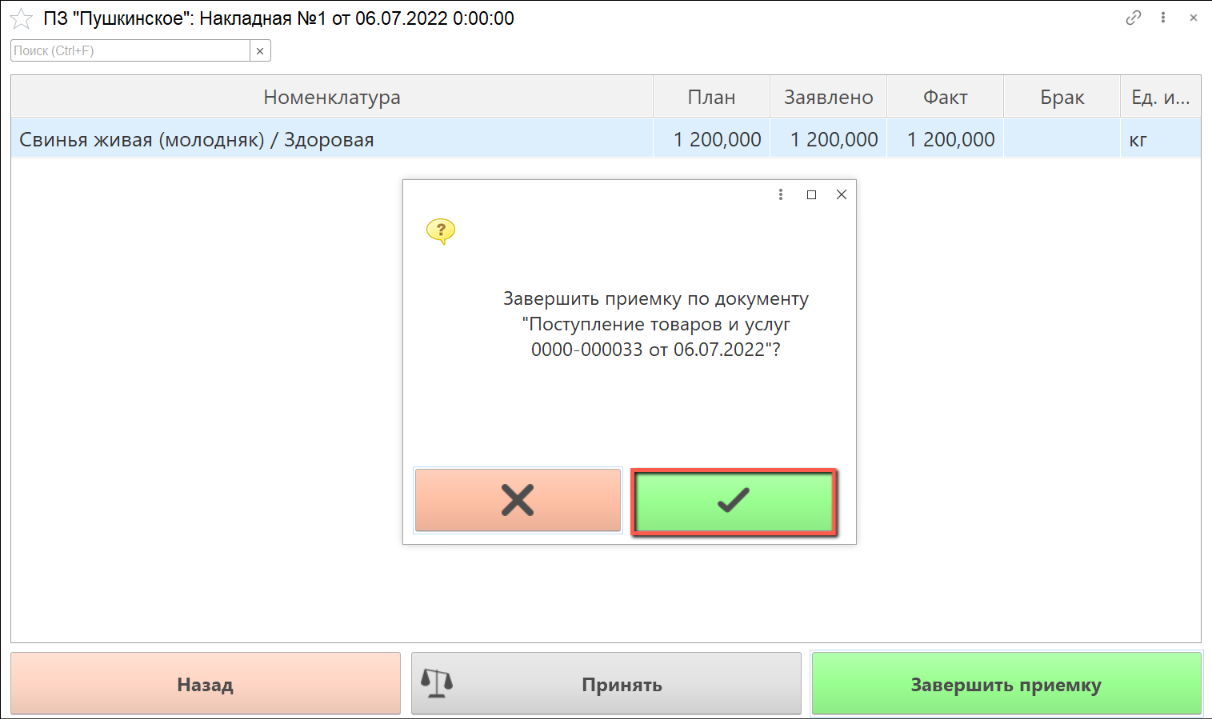 ПЗ "Пушкинское": Накладная №1 от 06.07.2022 0:00:00
Поиск (Ctrl+F)
Номенклатура План Заявлено Факт Брак Ед. и...
Свинья живая (молодняк) / Здоровая 1 200,000 1 200,000 1 200,000 кг
?
Завершить приемку по документу
"Поступление товаров и услуг
0000-000033 от 06.07.2022"?
Назад Принять Завершить приемку